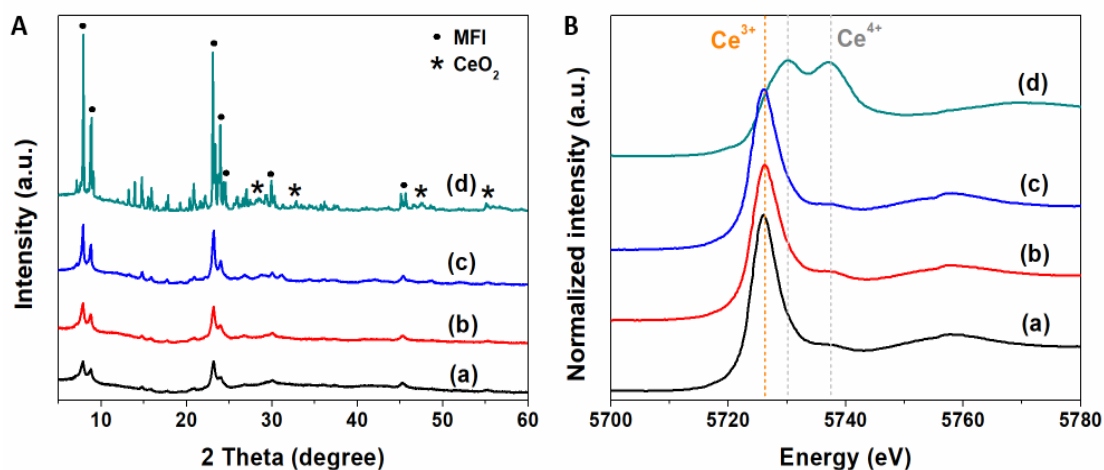 A
• MFI
* CeO2
(d)
(c)
(b)
(a)
Intensity (a.u.)
10 20 30 40 50 60
2 Theta (degree)
B
Ce3+ Ce4+
(d)
(c)
(b)
(a)
Normalized intensity (a.u.)
5700 5720 5740 5760 5780
Energy (eV)